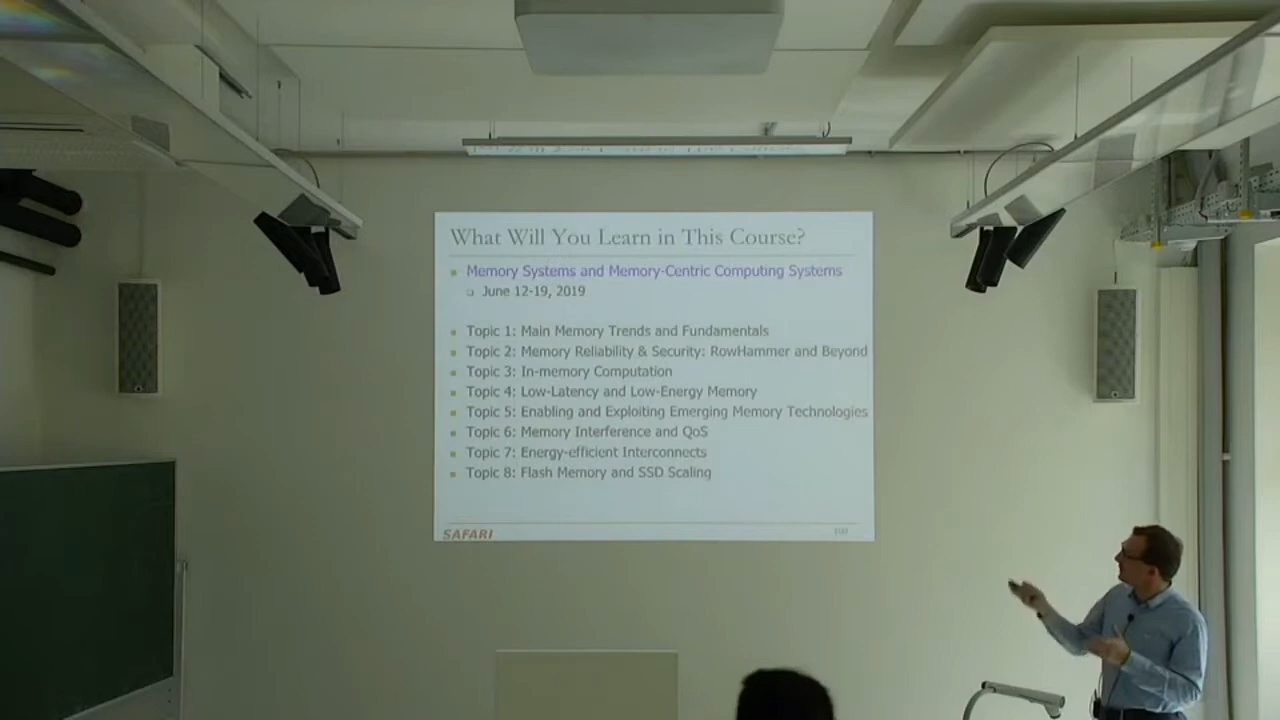 What Will You Learn in This Course?
Memory Systems and Memory-Centric Computing Systems
June 12-19, 2019
Topic 1: Main Memory Trends and Fundamentals
Topic 2: Memory Reliability & Security: RowHammer and Beyond
Topic 3: In-memory Computation
Topic 4: Low-Latency and Low-Energy Memory
Topic 5: Enabling and Exploiting Emerging Memory Technologies
Topic 6: Memory Interference and QoS
Topic 7: Energy-efficient Interconnects
Topic 8: Flash Memory and SSD Scaling
SAFARI